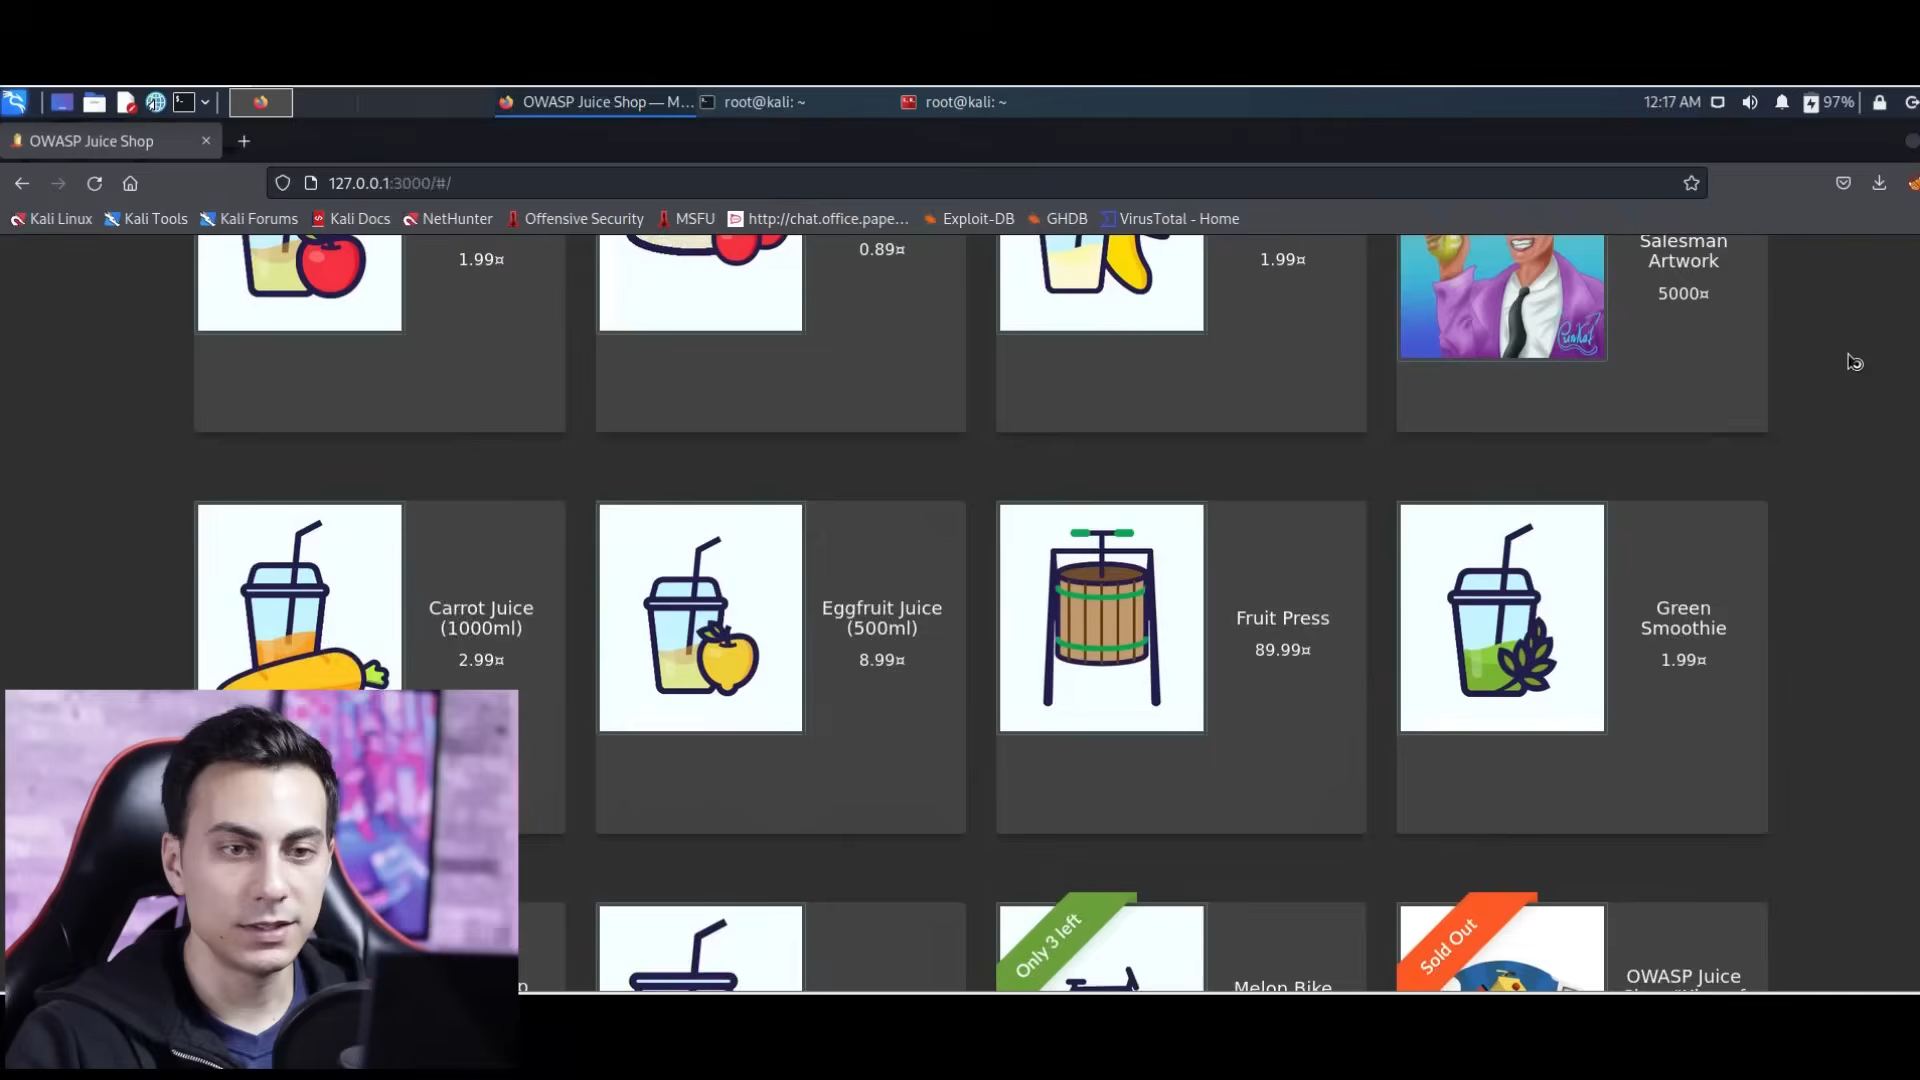 OWASP Juice Shop — M...
root@kali: ~
root@kali: ~
12:17 AM
97%
OWASP Juice Shop
127.0.0.1:3000/#/
Kali Linux
Kali Tools
Kali Forums
Kali Docs
NetHunter
Offensive Security
MSFU
http://chat.office.pape...
Exploit-DB
GHDB
VirusTotal - Home
1.99¤
0.89¤
1.99¤
Salesman
Artwork
5000¤
Carrot Juice
(1000ml)
2.99¤
Eggfruit Juice
(500ml)
8.99¤
Fruit Press
89.99¤
Green
Smoothie
1.99¤
Only 3 left
Melon Bike
Sold Out
OWASP Juice